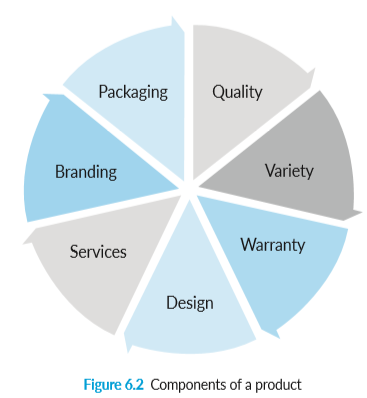 Packaging
Quality
Branding
Variety
Services
Warranty
Design
Figure 6.2 Components of a product